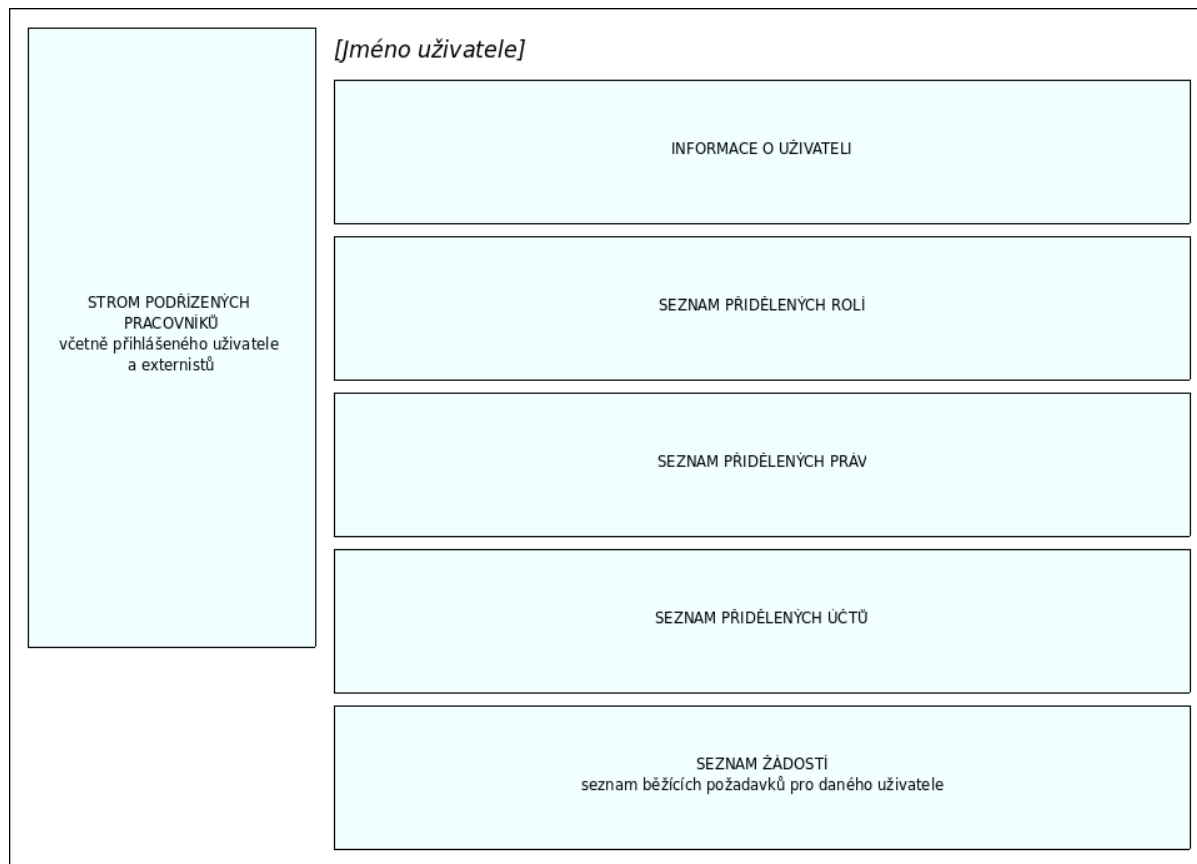 STROM PODŘÍZENÝCH
PRACOVNÍKŮ
včetně přihlášeného uživatele
a externistů
[Jméno uživatele]
INFORMACE O UŽIVATELI
SEZNAM PŘIDĚLENÝCH ROLÍ
SEZNAM PŘIDĚLENÝCH PRÁV
SEZNAM PŘIDĚLENÝCH ÚČTŮ
SEZNAM ŽÁDOSTÍ
seznam běžících požadavků pro daného uživatele